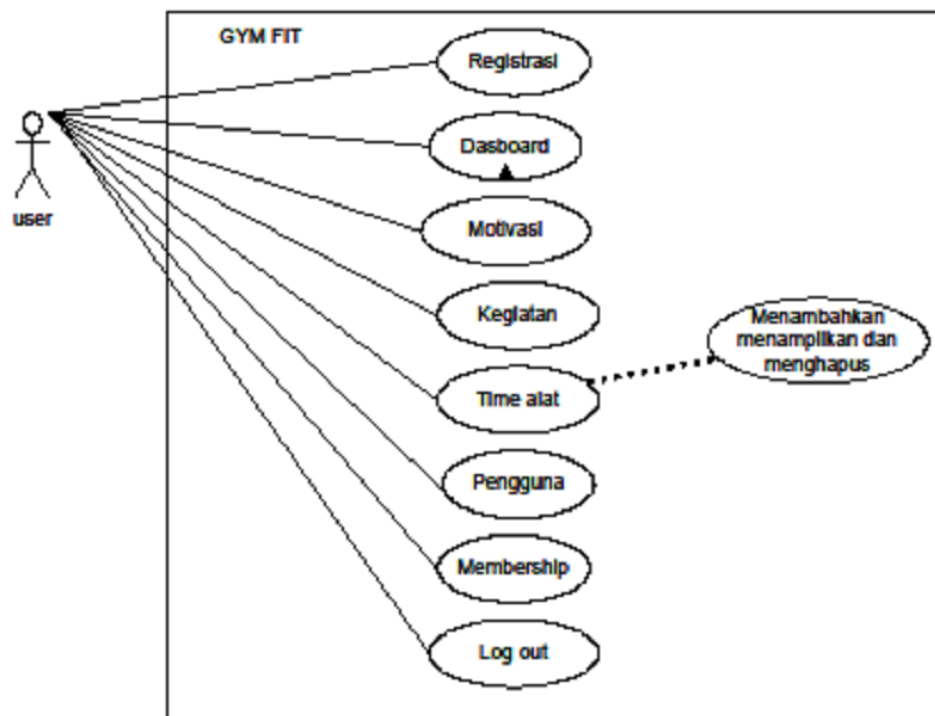 GYM FIT
Registrasi
Dasboard
user
Motivasi
Kegiatan
Menambahkan
menampilkan dan
menghapus
Time alat
Pengguna
Membership
Log out